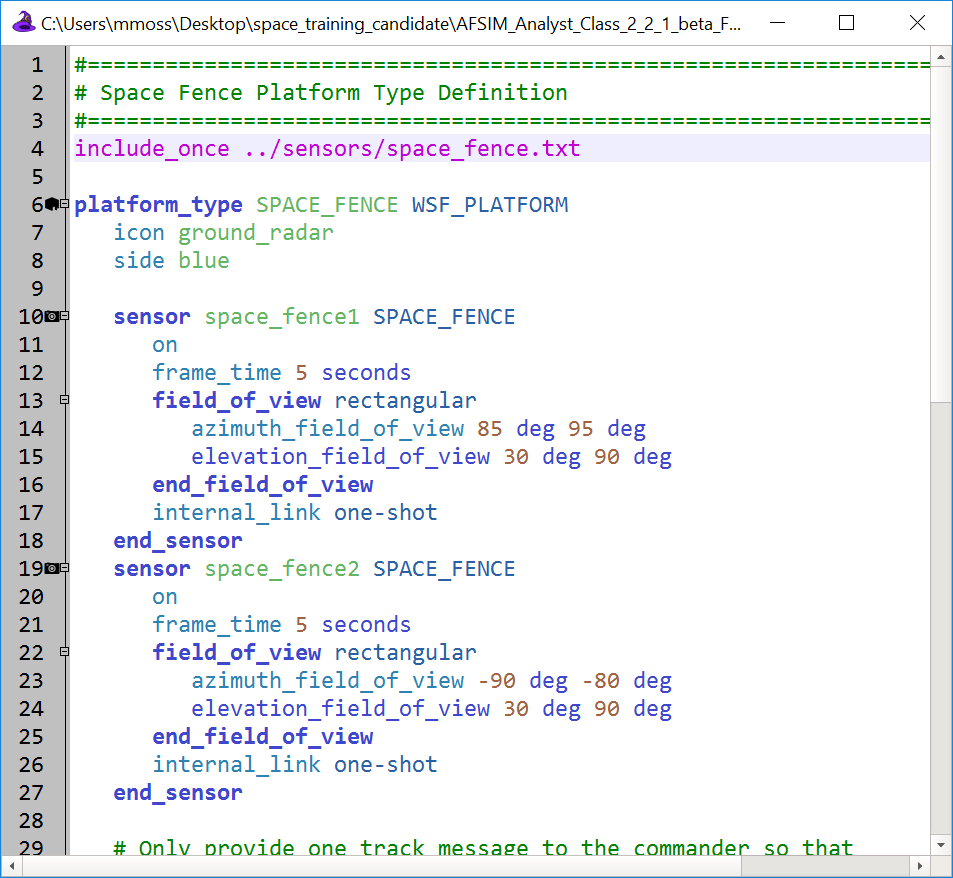 C:\Users\mmoss\Desktop\space_training_candidate\AFSIM_Analyst_Class_2_2_1_beta_F...
1 #=================================================================
2 # Space Fence Platform Type Definition
3 #=================================================================
4 include_once ../sensors/space_fence.txt
5
6 platform_type SPACE_FENCE WSF_PLATFORM
7 icon ground_radar
8 side blue
9
10 sensor space_fence1 SPACE_FENCE
11 on
12 frame_time 5 seconds
13 field_of_view rectangular
14 azimuth_field_of_view 85 deg 95 deg
15 elevation_field_of_view 30 deg 90 deg
16 end_field_of_view
17 internal_link one-shot
18 end_sensor
19 sensor space_fence2 SPACE_FENCE
20 on
21 frame_time 5 seconds
22 field_of_view rectangular
23 azimuth_field_of_view -90 deg -80 deg
24 elevation_field_of_view 30 deg 90 deg
25 end_field_of_view
26 internal_link one-shot
27 end_sensor
28
29 # Only provide one track message to the commander so that